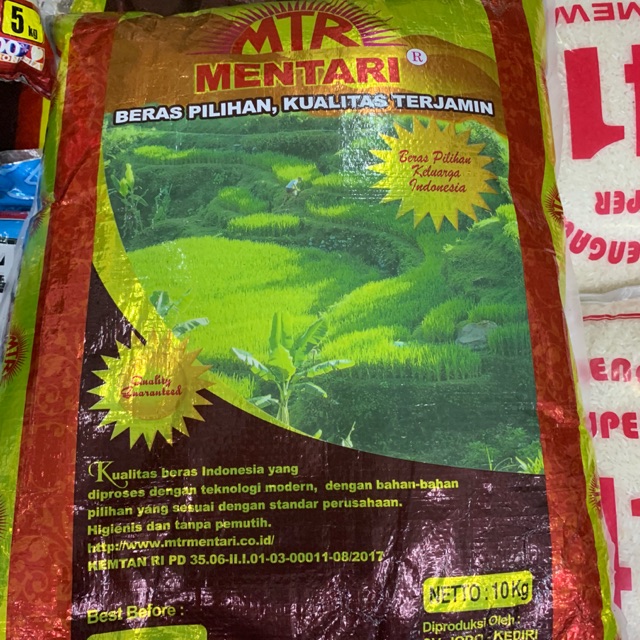 5 kg
MTR
MENTARI ®
BERAS PILIHAN, KUALITAS TERJAMIN
Beras Pilihan
Keluarga
Indonesia
Quality
Guaranteed
Kualitas beras Indonesia yang
diproses dengan teknologi modern, dengan bahan-bahan
pilihan yang sesuai dengan standar perusahaan.
Higienis dan tanpa pemutih.
http://www.mtrmentari.co.id/
KEMTAN RI PD 35.06-II.I.01-03-00011-08/2017
NETTO : 10 Kg
Best Before :
Diproduksi Oleh :
KEDIRI